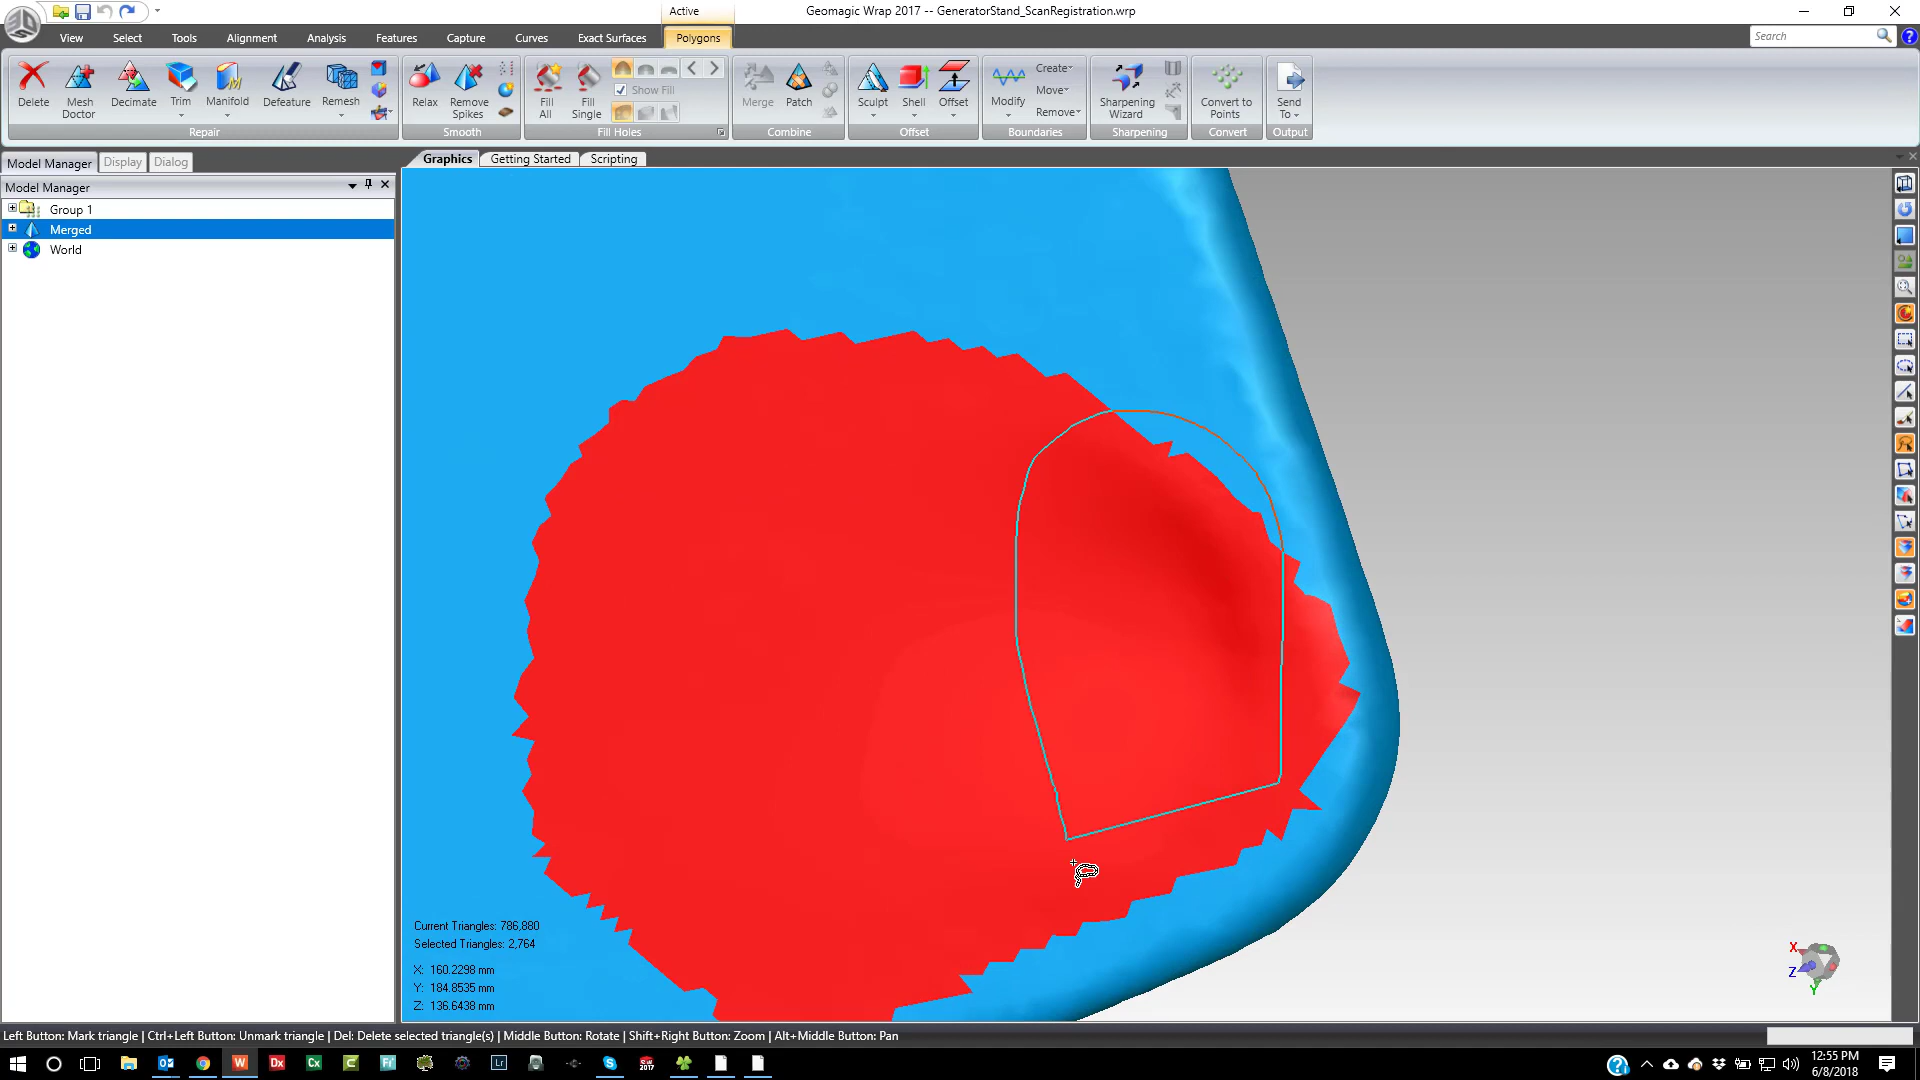 Active
Geomagic Wrap 2017 -- GeneratorStand_ScanRegistration.wrp
View Select Tools Alignment Analysis Features Capture Curves Exact Surfaces Polygons
Search
Delete
Mesh Doctor
Decimate
Trim
Manifold
Defeature
Remesh
Relax
Remove Spikes
Fill All
Fill Single
Show Fill
Merge
Patch
Sculpt
Shell
Offset
Modify
Create
Move
Remove
Sharpening Wizard
Convert to Points
Send To
Repair Smooth Fill Holes Combine Offset Boundaries Sharpening Convert Output
Model Manager Display Dialog
Graphics Getting Started Scripting
Model Manager
Group 1
Merged
World
Current Triangles: 786,880
Selected Triangles: 2,764
X: 160.2298 mm
Y: 184.8535 mm
Z: 136.6438 mm
X
Z
Y
Left Button: Mark triangle | Ctrl+Left Button: Unmark triangle | Del: Delete selected triangle(s) | Middle Button: Rotate | Shift+Right Button: Zoom | Alt+Middle Button: Pan
W Dx Cx Lr 2017
12:55 PM
6/8/2018